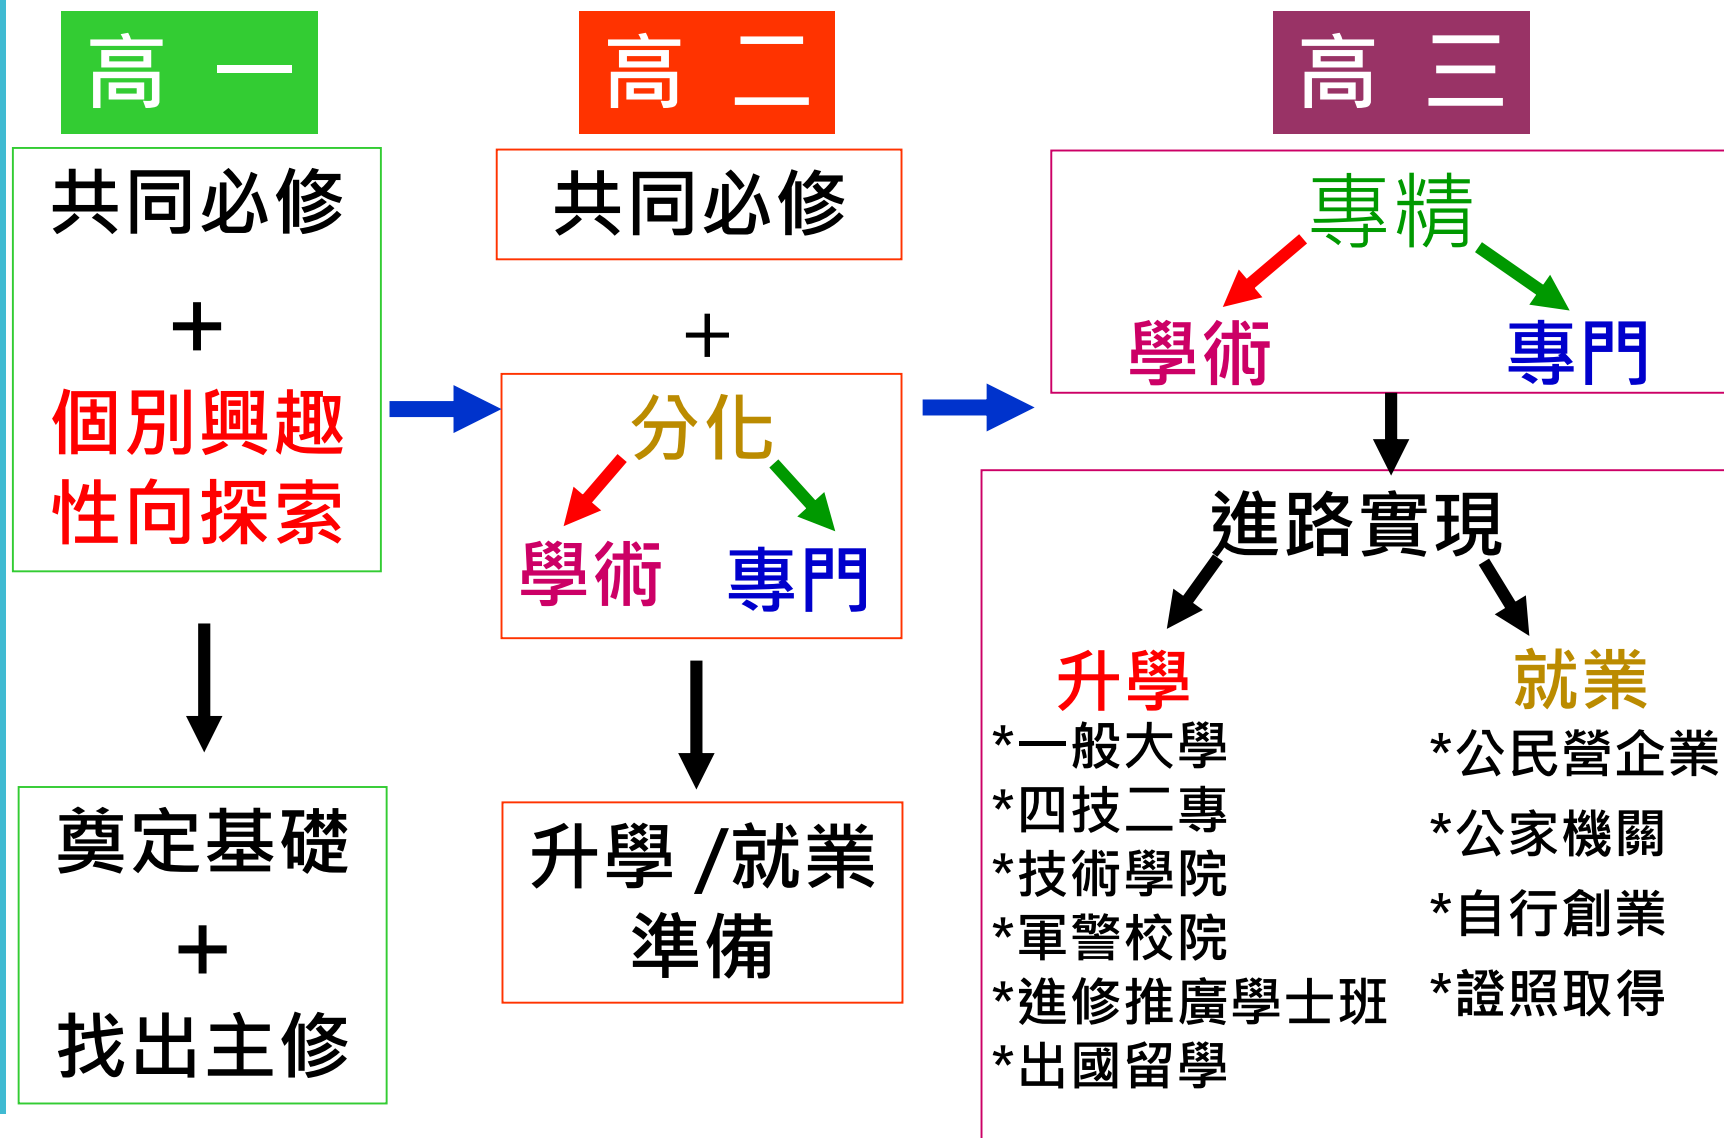 高 一
共同必修
+
個別興趣
性向探索
奠定基礎
+
找出主修
高 二
共同必修
+
分化
學術 專門
升學/就業
準備
高 三
專精
學術 專門
進路實現
升學
*一般大學
*四技二專
*技術學院
*軍警校院
*進修推廣學士班
*出國留學
就業
*公民營企業
*公家機關
*自行創業
*證照取得